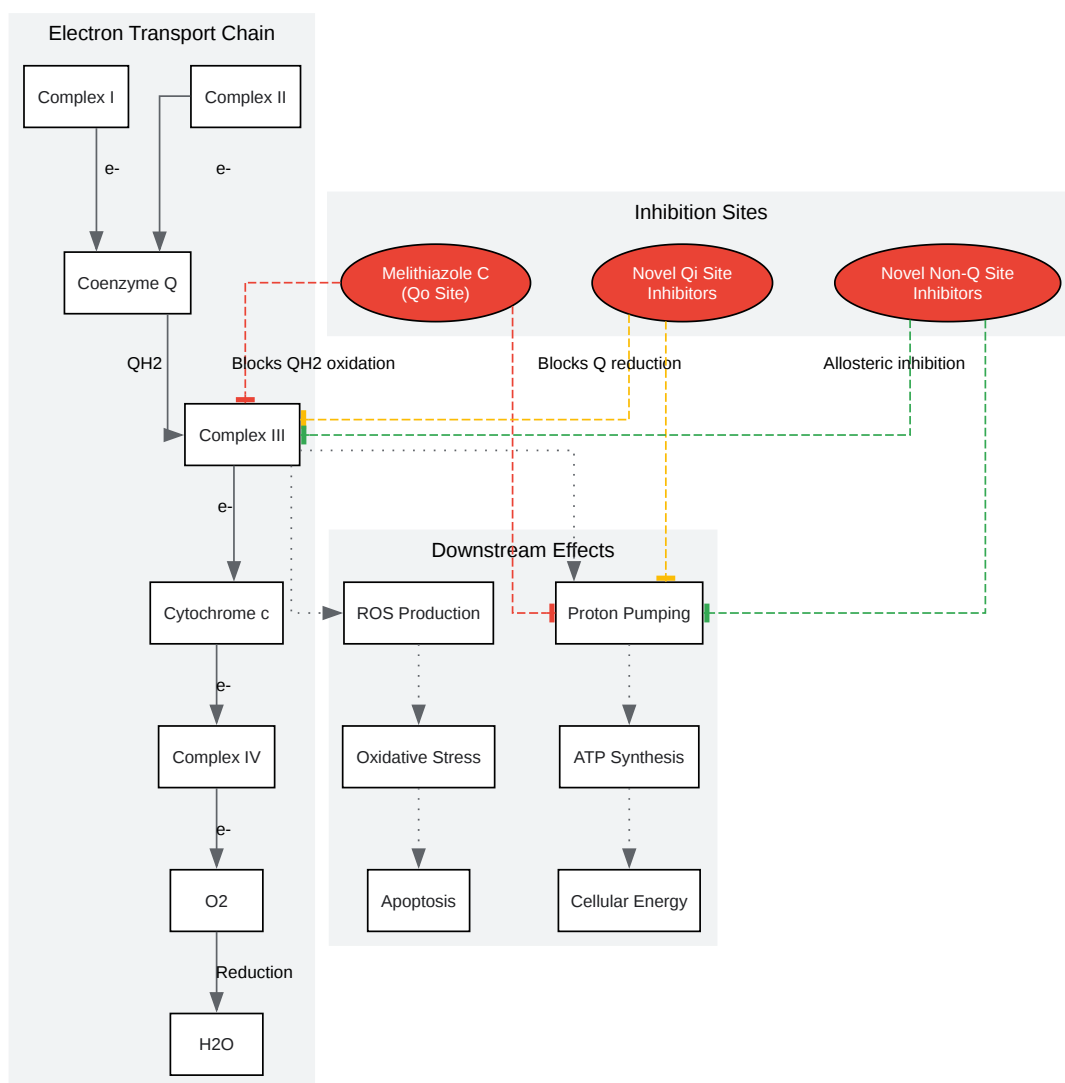 Electron Transport Chain
Complex I
Complex II
e-
e-
Inhibition Sites
Melithiazole C
(Qo Site)
Novel Qi Site
Inhibitors
Novel Non-Q Site
Inhibitors
Coenzyme Q
QH2
Blocks QH2 oxidation
Blocks Q reduction
Allosteric inhibition
Complex III
e-
Downstream Effects
Cytochrome c
ROS Production
Proton Pumping
e-
Complex IV
Oxidative Stress
ATP Synthesis
e-
O2
Apoptosis
Cellular Energy
Reduction
H2O